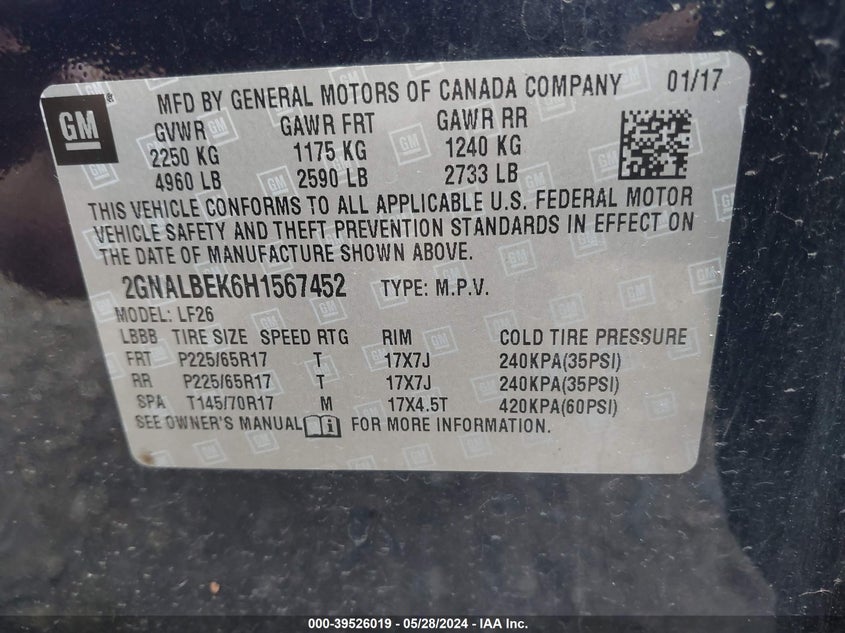 GM
MFD BY GENERAL MOTORS OF CANADA COMPANY 01/17
GVWR GAWR FRT GAWR RR
2250 KG 1175 KG 1240 KG
4960 LB 2590 LB 2733 LB
THIS VEHICLE CONFORMS TO ALL APPLICABLE U.S. FEDERAL MOTOR
VEHICLE SAFETY AND THEFT PREVENTION STANDARDS IN EFFECT ON
THE DATE OF MANUFACTURE SHOWN ABOVE.
2GNALBEK6H1567452 TYPE: M.P.V.
MODEL: LF26
LBBB TIRE SIZE SPEED RTG RIM COLD TIRE PRESSURE
FRT P225/65R17 T 17X7J 240KPA(35PSI)
RR P225/65R17 T 17X7J 240KPA(35PSI)
SPA T145/70R17 M 17X4.5T 420KPA(60PSI)
SEE OWNER'S MANUAL FOR MORE INFORMATION.
000-39526019 - 05/28/2024 - IAA Inc.